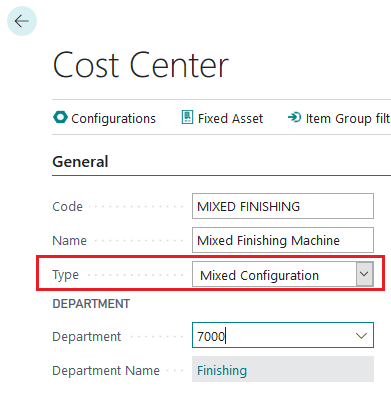 Cost Center
Configurations Fixed Asset Item Group filt
General
Code MIXED FINISHING
Name Mixed Finishing Machine
Type Mixed Configuration
DEPARTMENT
Department 7000
Department Name Finishing